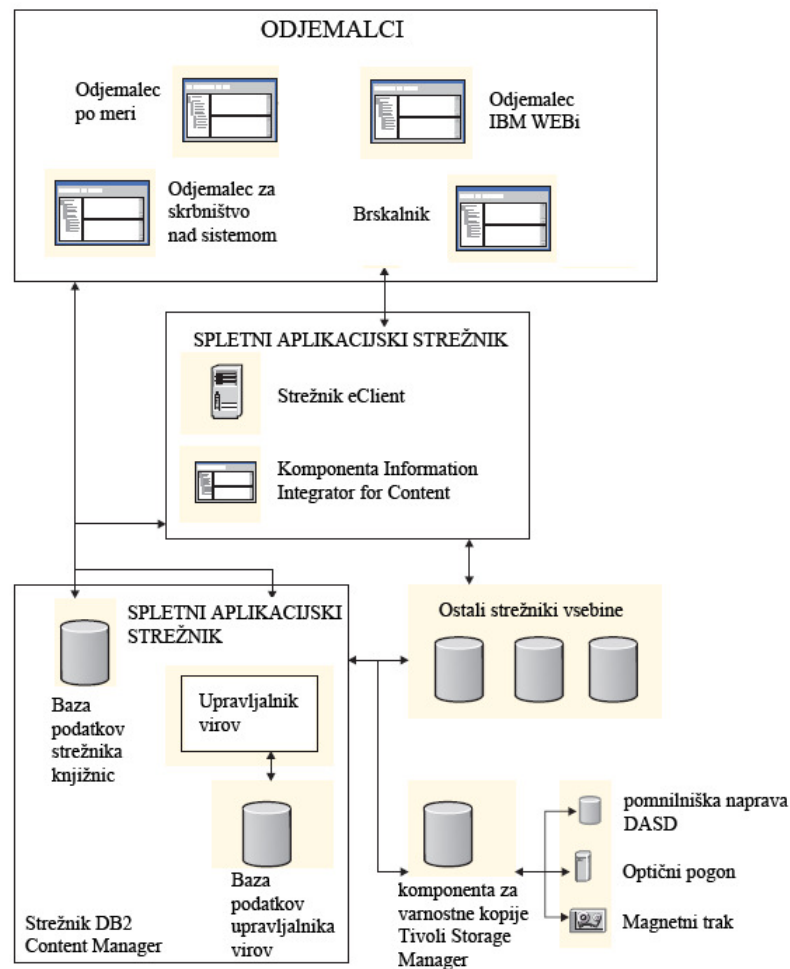 ODJEMALCI
Odjemalec
po meri
Odjemalec
IBM WEBi
Odjemalec za
skrbništvo
nad sistemom
Brskalnik
SPLETNI APLIKACIJSKI STREŽNIK
Strežnik eClient
Komponenta Information
Integrator for Content
SPLETNI APLIKACIJSKI
STREŽNIK
Baza
podatkov
strežnika
knjižnic
Upravljalnik
virov
Baza
podatkov
upravljalnika
virov
Strežnik DB2
Content Manager
Ostali strežniki vsebine
komponenta za
varnostne kopije
Tivoli Storage
Manager
pomnilniška naprava
DASD
Optični pogon
Magnetni trak